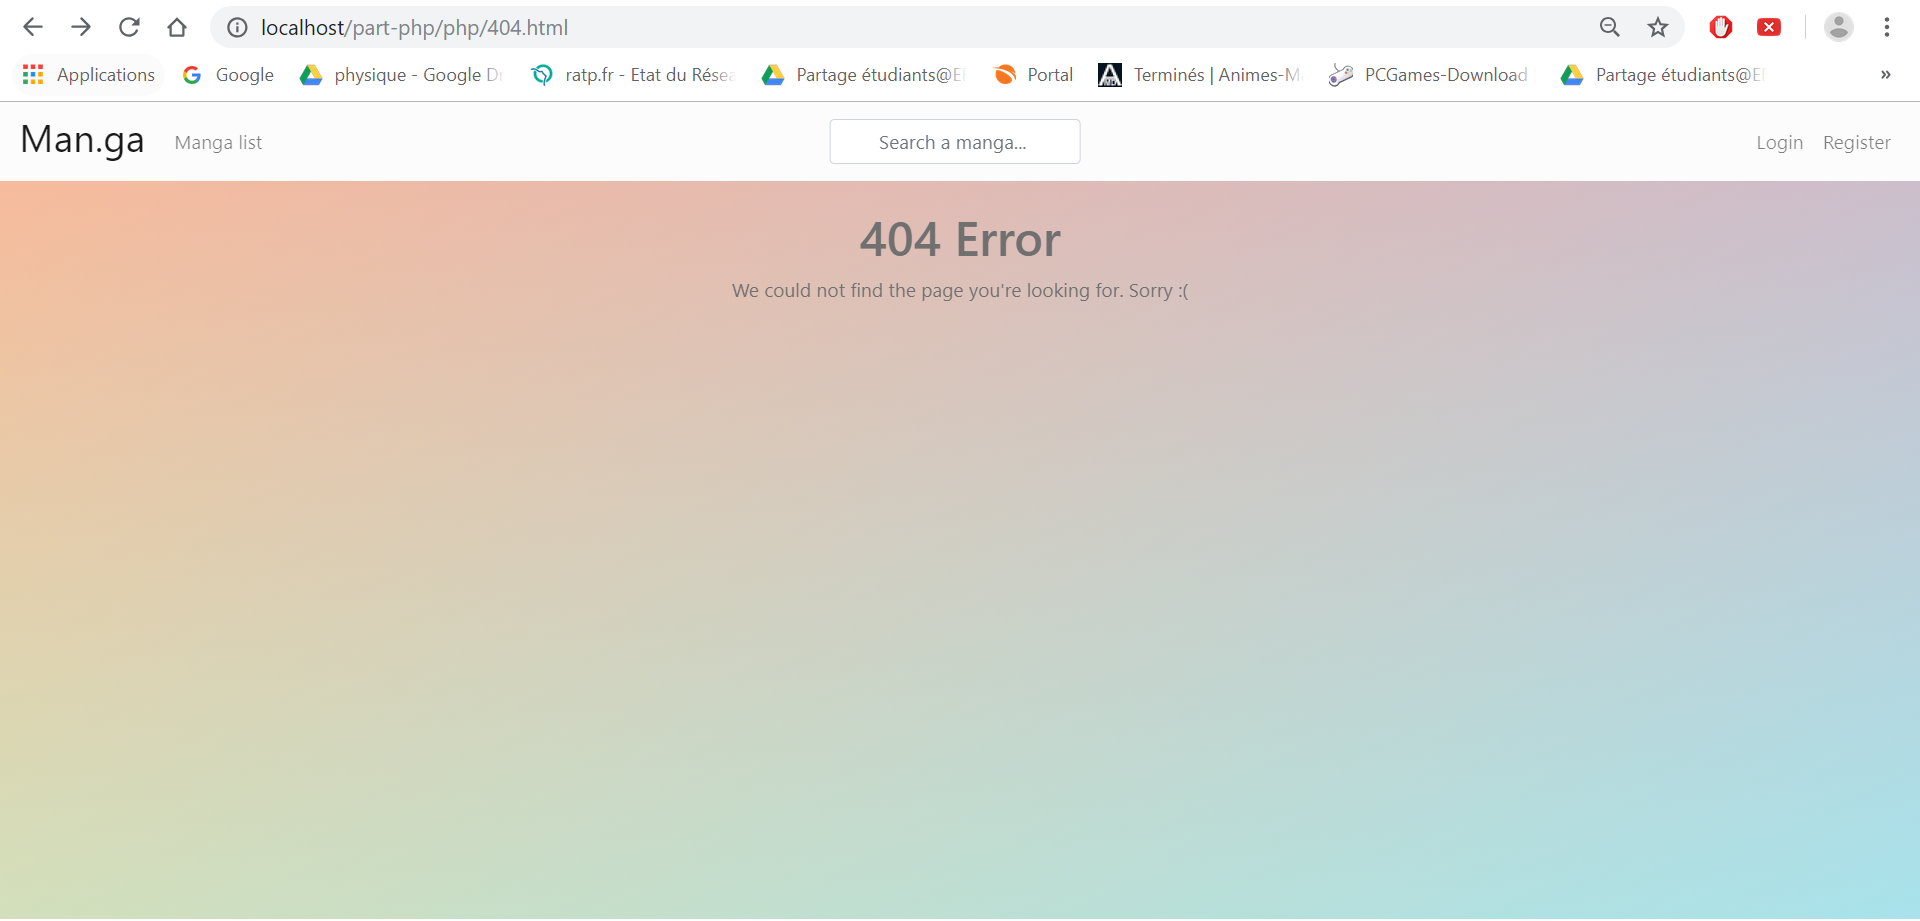 localhost/part-php/php/404.html
Applications Google physique - Google Dr ratp.fr - Etat du Résea Partage étudiants@E Portal Terminés | Animes-M PCGames-Download Partage étudiants@E »
Man.ga Manga list Search a manga... Login Register
404 Error
We could not find the page you're looking for. Sorry :(